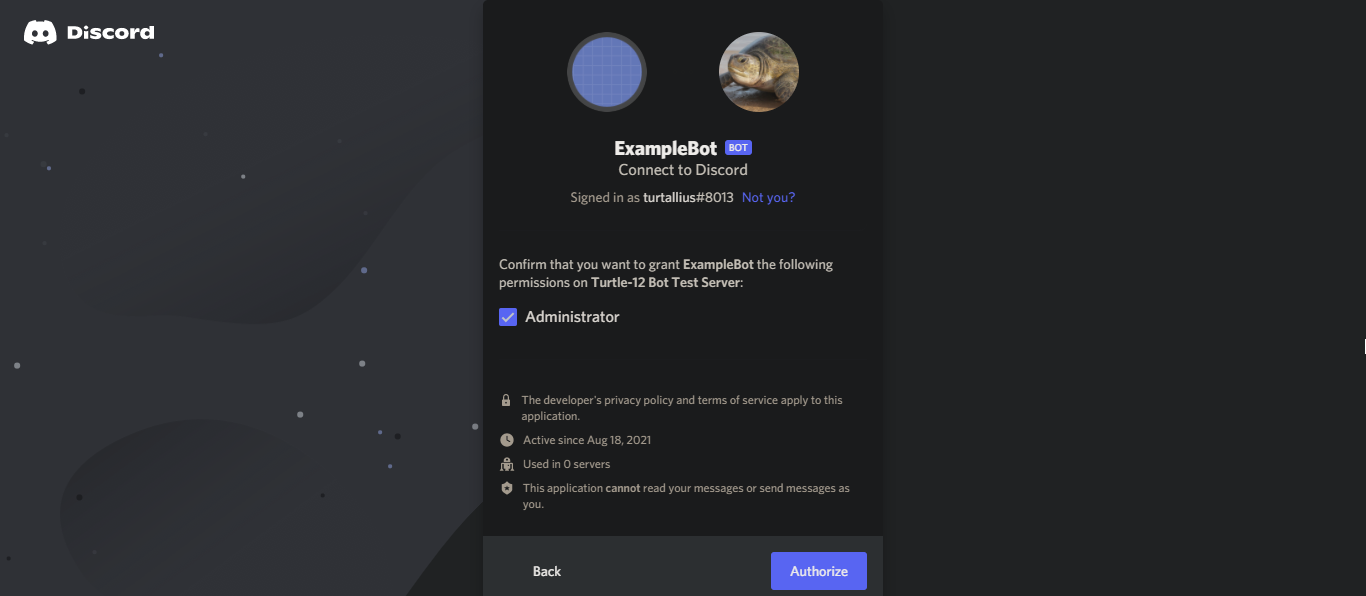 Discord
ExampleBot BOT
Connect to Discord
Signed in as turtallius#8013 Not you?
Confirm that you want to grant ExampleBot the following
permissions on Turtle-12 Bot Test Server:
Administrator
The developer's privacy policy and terms of service apply to this
application.
Active since Aug 18, 2021
Used in 0 servers
This application cannot read your messages or send messages as
you.
Back
Authorize